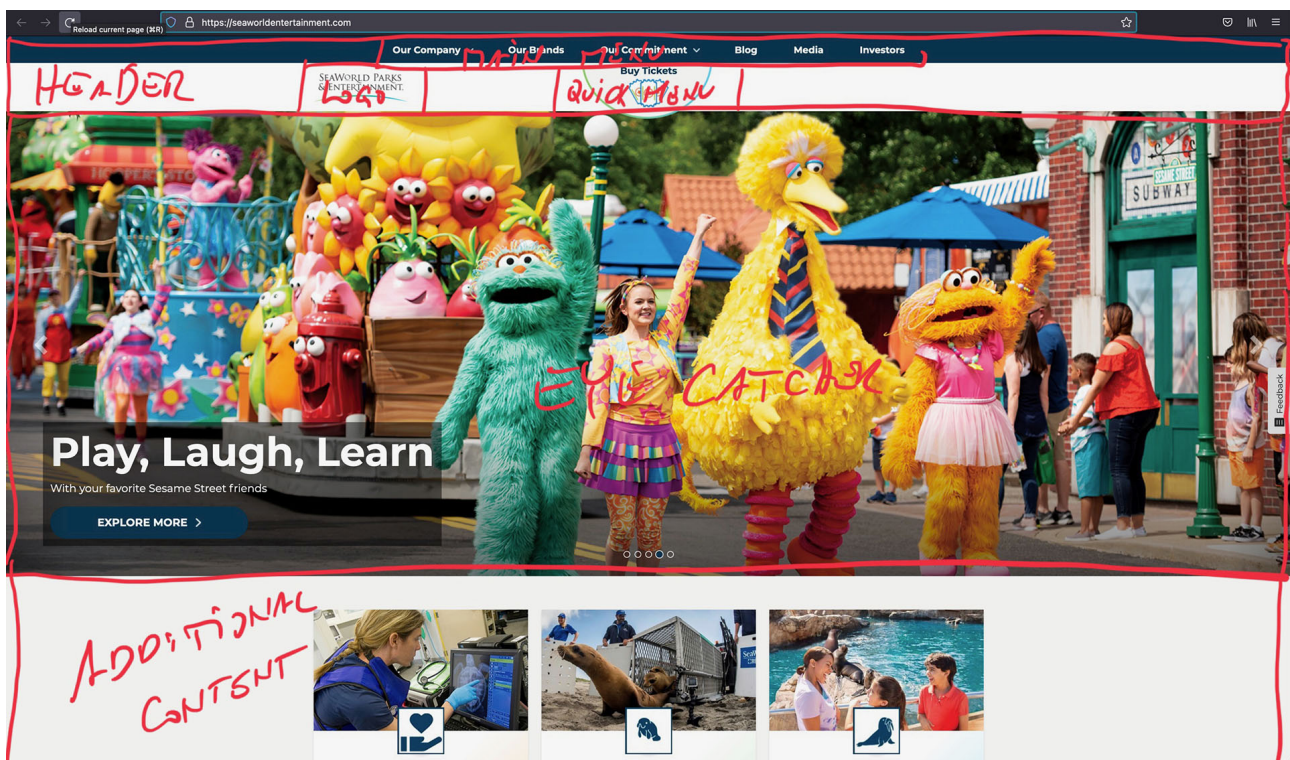 https://seaworldentertainment.com
Reload current page (⌘R)
Our Company Our Brands Our Commitment Blog Media Investors
MAIN MENU
Buy Tickets
HEADER
SEAWORLD PARKS
& ENTERTAINMENT.
LOGO
QUICK MENU
SESAME STREET
SUBWAY
EYE CATCHER
Feedback
Play, Laugh, Learn
With your favorite Sesame Street friends
EXPLORE MORE >
ADDITIONAL
CONTENT